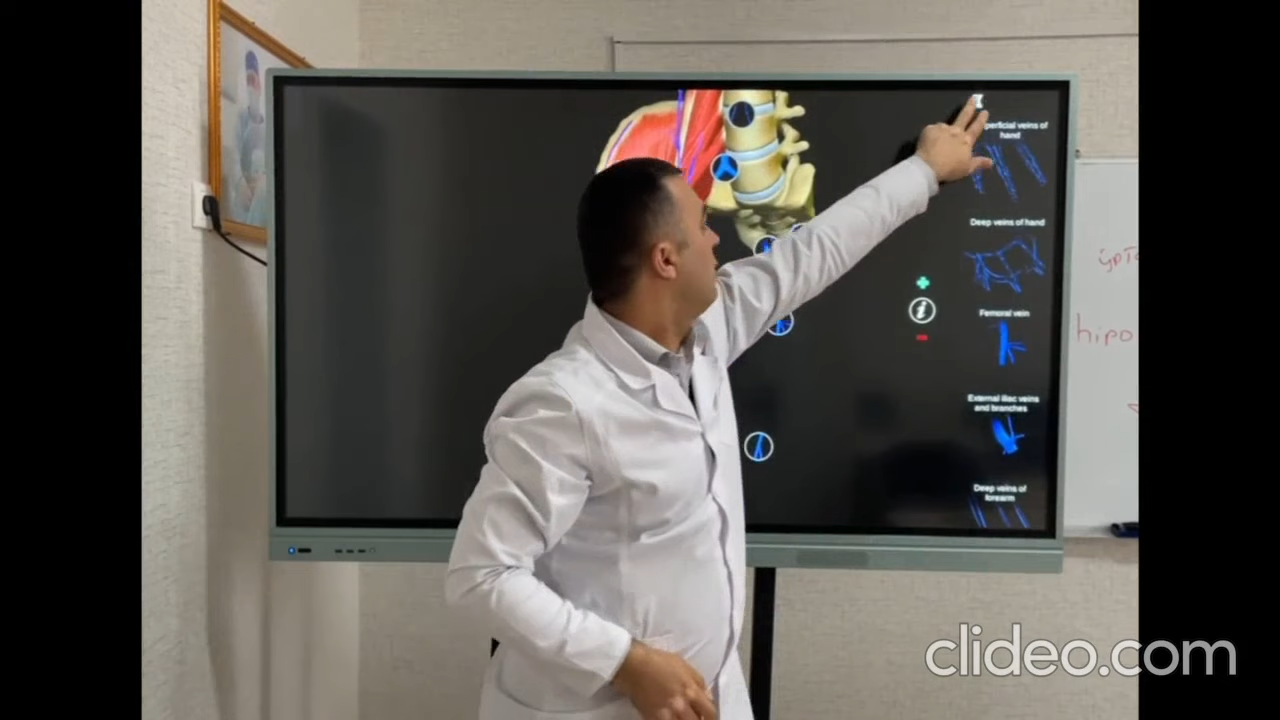 perficial veins of
hand
Deep veins of hand
Femoral vein
External iliac veins
and branches
Deep veins of
forearm
i
hipo
clideo.com